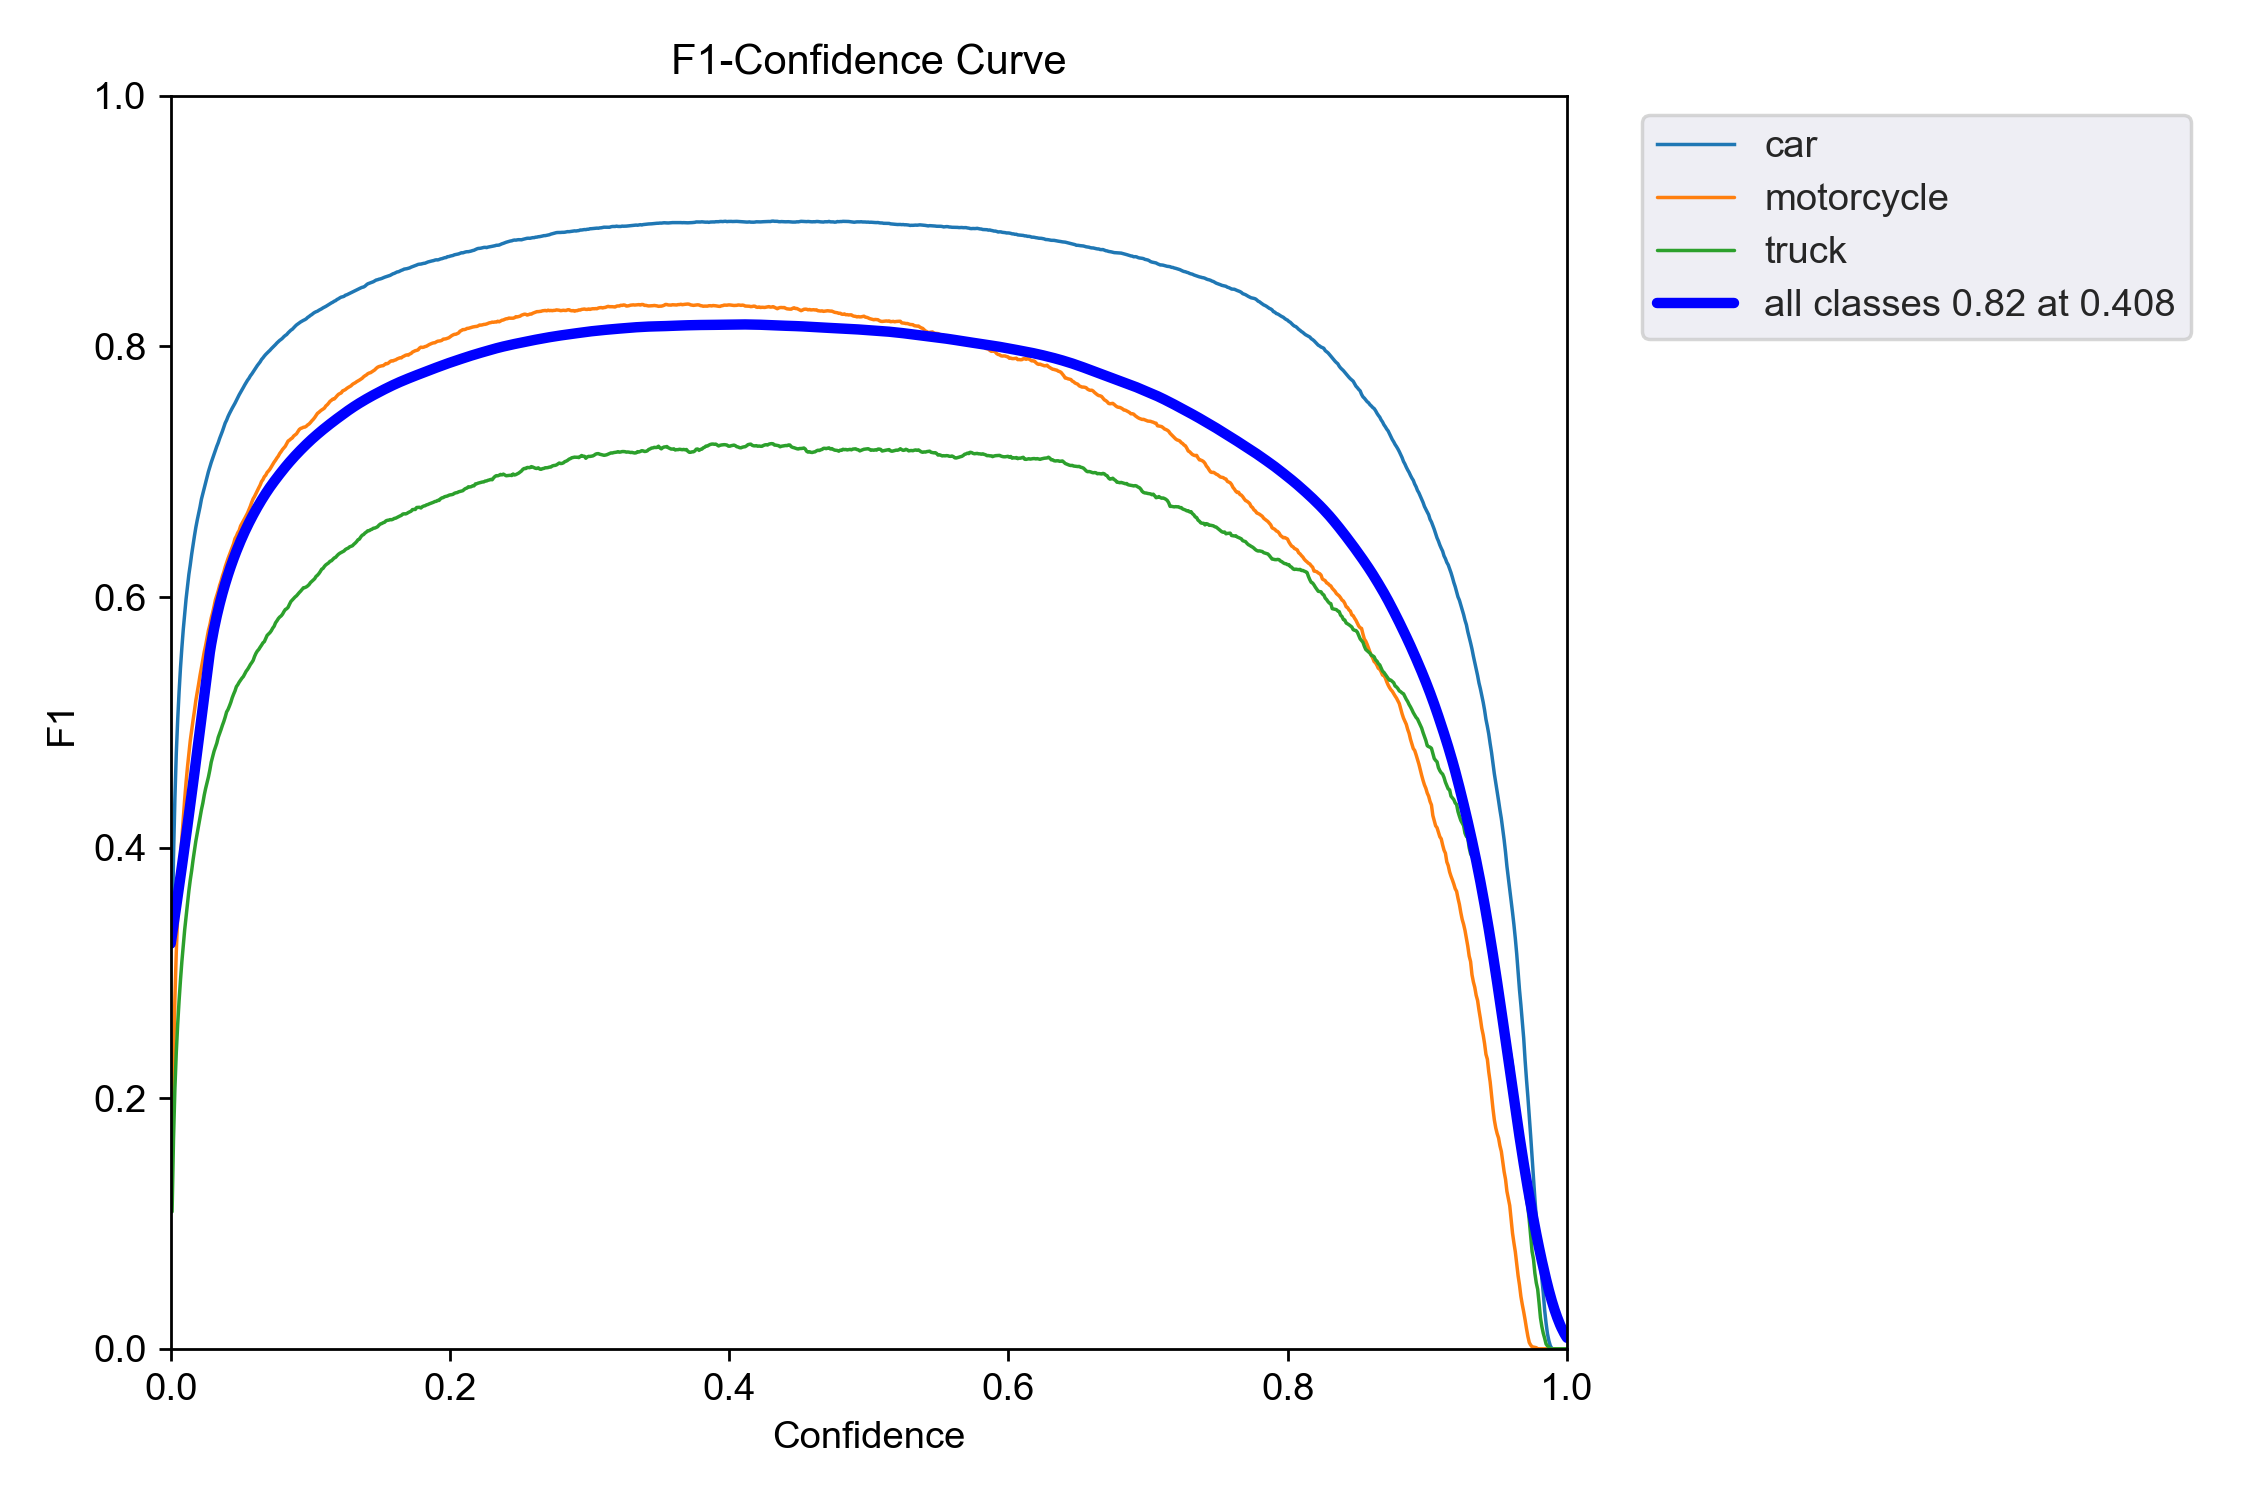 F1-Confidence Curve
1.0
0.8
0.6
0.4
0.2
0.0
F1
0.0 0.2 0.4 0.6 0.8 1.0
Confidence
car
motorcycle
truck
all classes 0.82 at 0.408